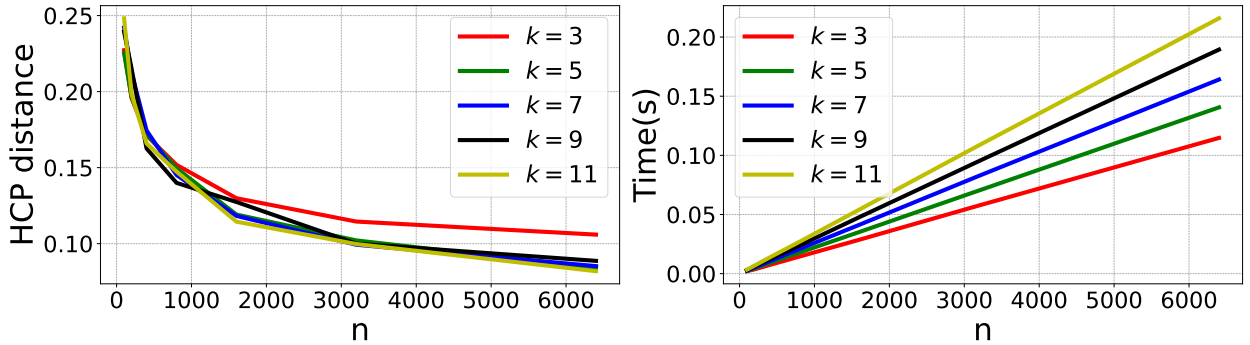 HCP distance
0.25
0.20
0.15
0.10
0 1000 2000 3000 4000 5000 6000
n
k = 3
k = 5
k = 7
k = 9
k = 11
Time(s)
0.20
0.15
0.10
0.05
0.00
0 1000 2000 3000 4000 5000 6000
n
k = 3
k = 5
k = 7
k = 9
k = 11